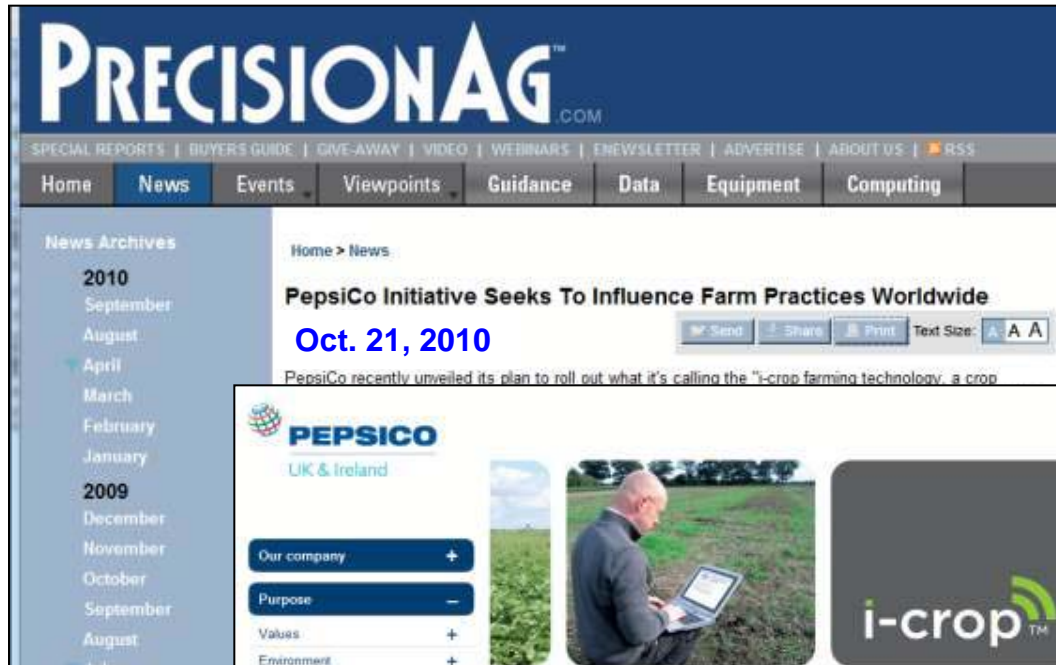 PRECISIONAG™
.COM
SPECIAL REPORTS | BUYERS GUIDE | GIVE-AWAY | VIDEO | WEBINARS | ENEWSLETTER | ADVERTISE | ABOUT US | RSS
Home News Events Viewpoints Guidance Data Equipment Computing
News Archives
2010
September
August
April
March
February
January
2009
December
November
October
September
August
Home > News
PepsiCo Initiative Seeks To Influence Farm Practices Worldwide
Oct. 21, 2010
Send Share Print Text Size: A A A
PepsiCo recently unveiled its plan to roll out what it's calling the "i-crop farming technology, a crop
PEPSICO
UK & Ireland
Our company +
Purpose –
Values +
Environment +
i-crop™